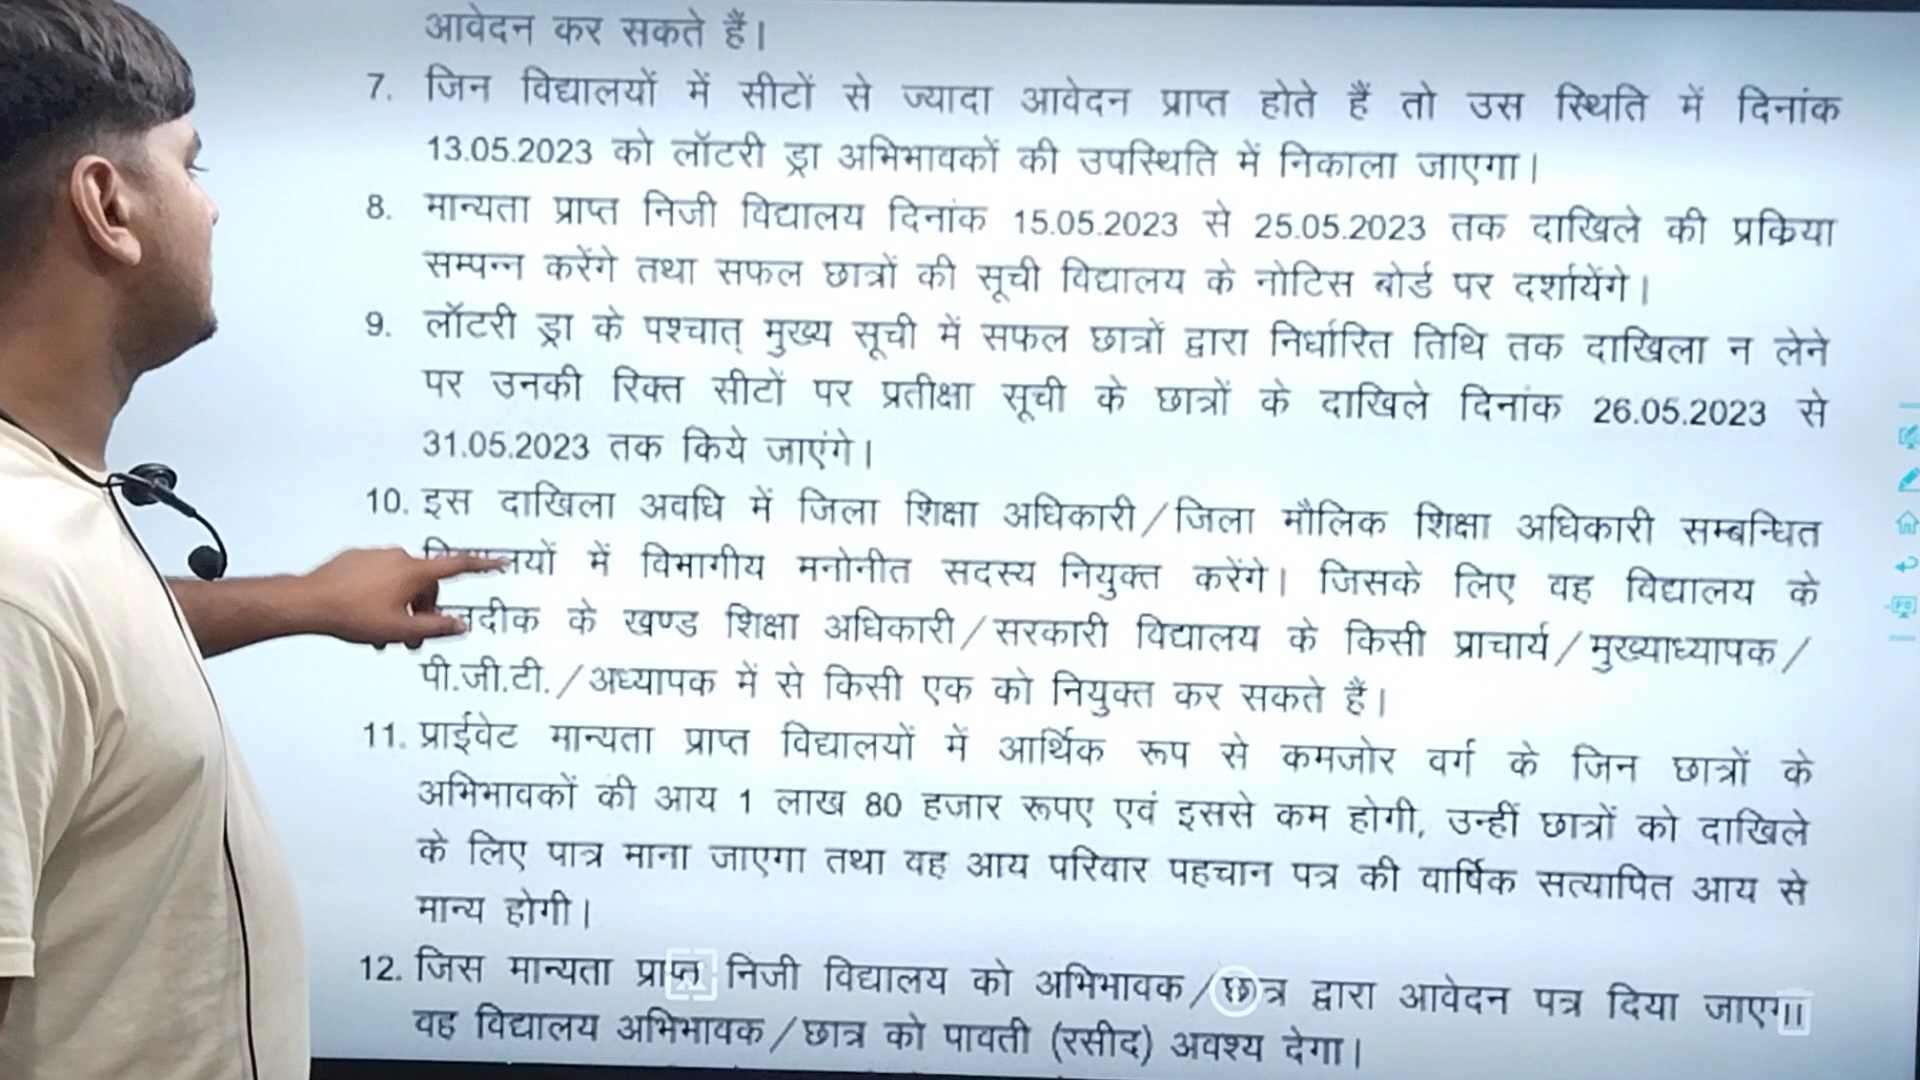 आवेदन कर सकते हैं।
7. जिन विद्यालयों में सीटों से ज्यादा आवेदन प्राप्त होते हैं तो उस स्थिति में दिनांक
13.05.2023 को लॉटरी ड्रा अभिभावकों की उपस्थिति में निकाला जाएगा।
8. मान्यता प्राप्त निजी विद्यालय दिनांक 15.05.2023 से 25.05.2023 तक दाखिले की प्रक्रिया
सम्पन्न करेंगे तथा सफल छात्रों की सूची विद्यालय के नोटिस बोर्ड पर दर्शायेंगे।
9. लॉटरी ड्रा के पश्चात् मुख्य सूची में सफल छात्रों द्वारा निर्धारित तिथि तक दाखिला न लेने
पर उनकी रिक्त सीटों पर प्रतीक्षा सूची के छात्रों के दाखिले दिनांक 26.05.2023 से
31.05.2023 तक किये जाएंगे।
10. इस दाखिला अवधि में जिला शिक्षा अधिकारी/जिला मौलिक शिक्षा अधिकारी सम्बन्धित
में विभागीय मनोनीत सदस्य नियुक्त करेंगे। जिसके लिए वह विद्यालय के
के खण्ड शिक्षा अधिकारी/सरकारी विद्यालय के किसी प्राचार्य/मुख्याध्यापक/
पी.जी.टी./अध्यापक में से किसी एक को नियुक्त कर सकते हैं।
11. प्राईवेट मान्यता प्राप्त विद्यालयों में आर्थिक रूप से कमजोर वर्ग के जिन छात्रों के
अभिभावकों की आय 1 लाख 80 हजार रूपए एवं इससे कम होगी, उन्हीं छात्रों को दाखिले
के लिए पात्र माना जाएगा तथा वह आय परिवार पहचान पत्र की वार्षिक सत्यापित आय से
मान्य होगी।
12. जिस मान्यता प्राप्त निजी विद्यालय को अभिभावक/छात्र द्वारा आवेदन पत्र दिया जाएगा
वह विद्यालय अभिभावक/छात्र को पावती (रसीद) अवश्य देगा।